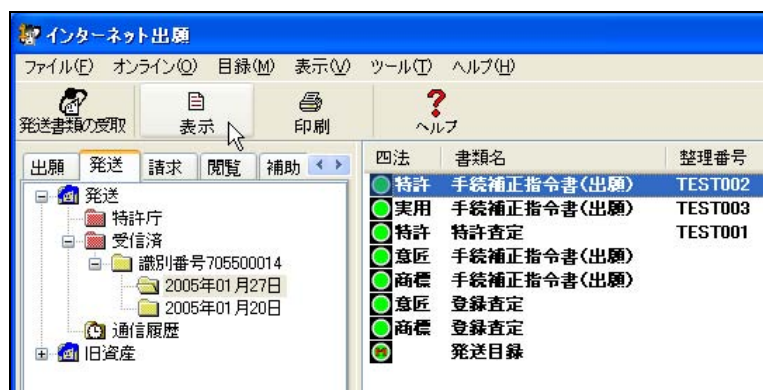 インターネット出願
ファイル(F) オンライン(O) 目録(M) 表示(V) ツール(T) ヘルプ(H)
発送書類の受取 表示 印刷 ヘルプ
出願 発送 請求 閲覧 補助
発送
特許庁
受信済
識別番号705500014
2005年01月27日
2005年01月20日
通信履歴
旧資産
四法 書類名 整理番号
特許 手続補正指令書(出願) TEST002
実用 手続補正指令書(出願) TEST003
特許 特許査定 TEST001
意匠 手続補正指令書(出願)
商標 手続補正指令書(出願)
意匠 登録査定
商標 登録査定
発送目録